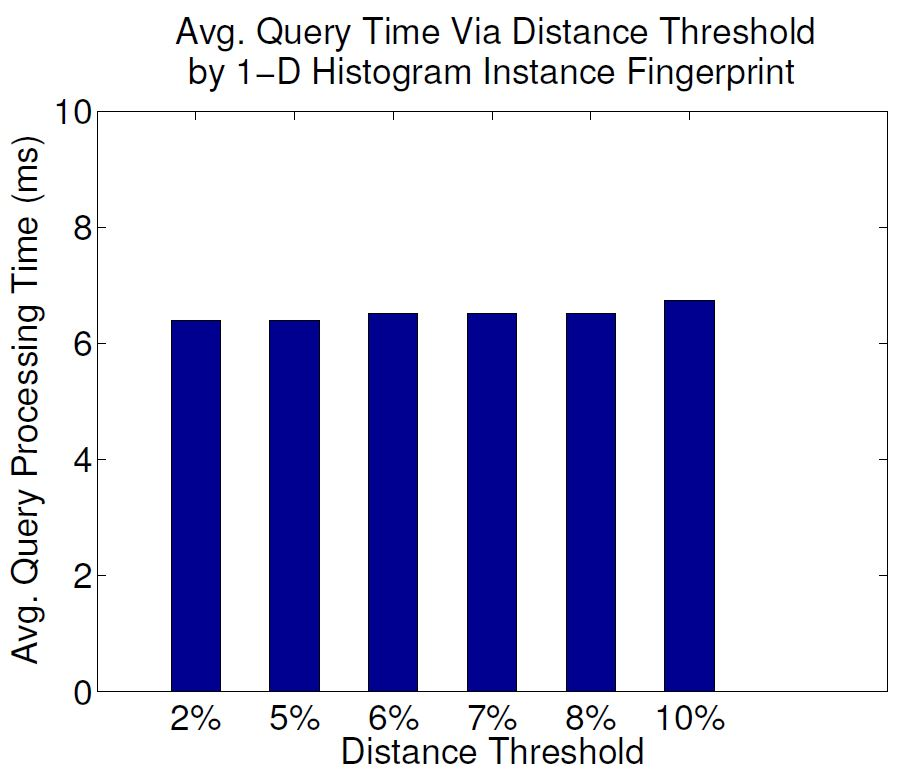 Avg. Query Time Via Distance Threshold
by 1−D Histogram Instance Fingerprint
Avg. Query Processing Time (ms)
10
8
6
4
2
0
2% 5% 6% 7% 8% 10%
Distance Threshold